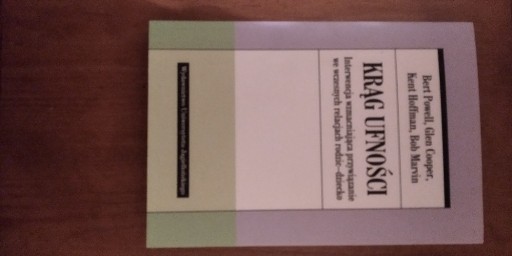 Bert Powell, Glen Cooper,
Kent Hoffman, Bob Marvin
KRĄG UFNOŚCI
Interwencja wzmacniająca przywiązanie
we wczesnych relacjach rodzic–dziecko
Wydawnictwo Uniwersytetu Jagiellońskiego